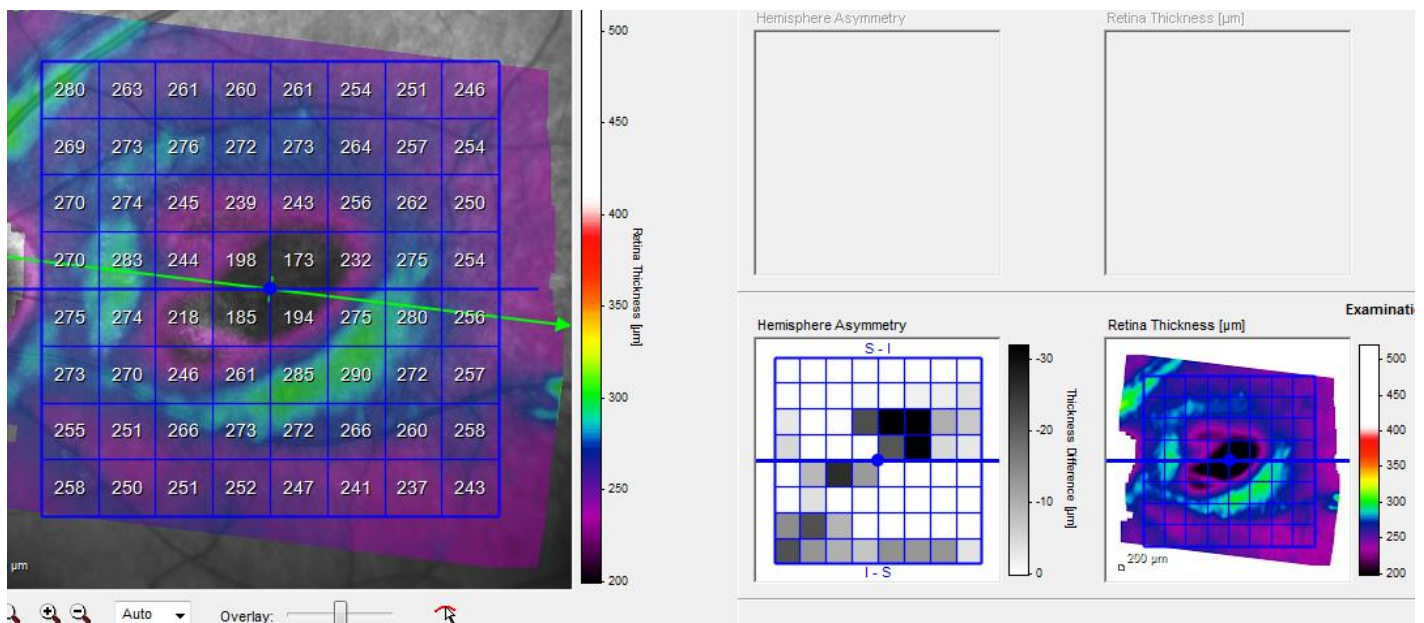 280 263 261 260 261 254 251 246
269 273 276 272 273 264 257 254
270 274 245 239 243 256 262 250
270 283 244 198 173 232 275 254
275 274 218 185 194 275 280 256
273 270 246 261 285 290 272 257
255 251 266 273 272 266 260 258
258 250 251 252 247 241 237 243
µm
500
450
400
350
300
250
200
Retina Thickness [µm]
Auto
Overlay:
Hemisphere Asymmetry
Retina Thickness [µm]
Examinati
Hemisphere Asymmetry
S - I
I - S
-30
-20
-10
0
Thickness Difference [µm]
Retina Thickness [µm]
200 µm
500
450
400
350
300
250
200